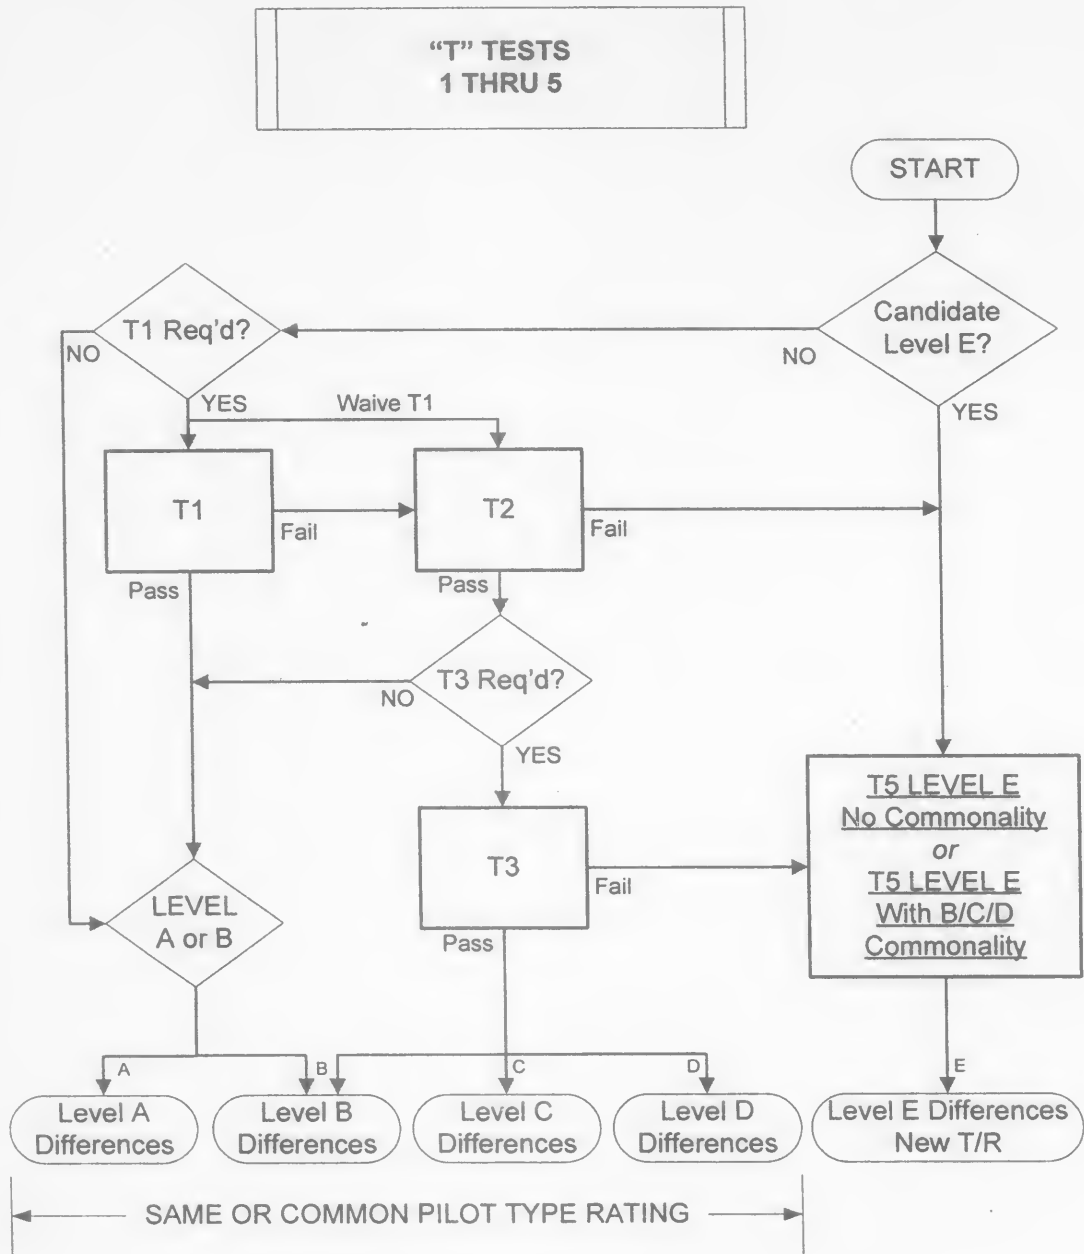 “T” TESTS
1 THRU 5
START
Candidate
Level E?
NO
YES
T1 Req’d?
NO
YES
Waive T1
T1
Fail
Pass
T2
Fail
Pass
T3 Req’d?
NO
YES
T3
Fail
Pass
T5 LEVEL E
No Commonality
or
T5 LEVEL E
With B/C/D
Commonality
LEVEL
A or B
A
B
C
D
E
Level A
Differences
Level B
Differences
Level C
Differences
Level D
Differences
Level E Differences
New T/R
SAME OR COMMON PILOT TYPE RATING